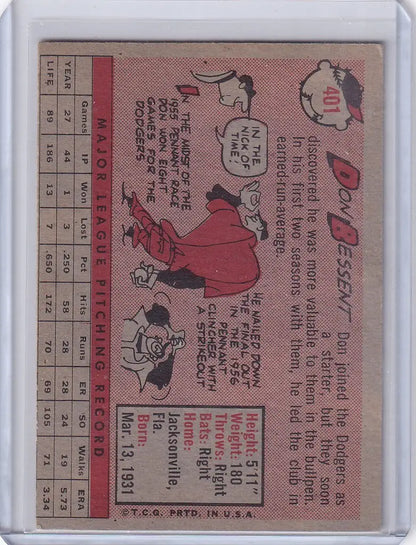 401
DON BESSENT
Don joined the Dodgers as
a starter, but they soon
discovered he was more valuable to them in the bullpen.
In his first two seasons with them, he led the club in
earned-run-average.
IN THE
NICK OF
TIME!
IN THE MIDST OF THE
1955 PENNANT RACE
DON WON EIGHT
GAMES FOR THE
DODGERS
HE NAILED DOWN
THE FINAL OUT
IN THE 1956
PENNANT
CLINCHER WITH
A STRIKEOUT
Height: 5'11"
Weight: 180
Throws: Right
Bats: Right
Home:
Jacksonville,
Fla.
Born:
Mar. 13, 1931
MAJOR LEAGUE PITCHING RECORD
Games IP Won Lost Pct Hits Runs ER SO Walks ERA
YEAR 27 44 1 3 .250 58 28 28 24 19 5.73
LIFE 89 186 13 7 .650 172 70 69 105 71 3.34
© T.C.G. PRTD. IN U.S.A.